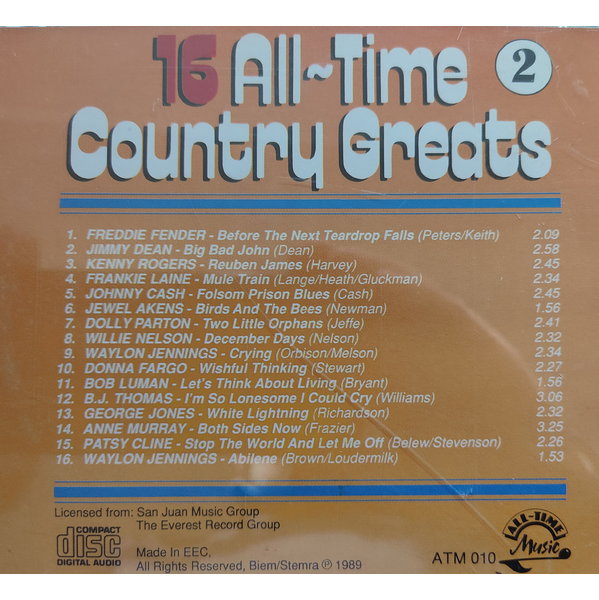 16 All~Time 2
Country Greats
1. FREDDIE FENDER - Before The Next Teardrop Falls (Peters/Keith) 2.09
2. JIMMY DEAN - Big Bad John (Dean) 2.58
3. KENNY ROGERS - Reuben James (Harvey) 2.45
4. FRANKIE LAINE - Mule Train (Lange/Heath/Gluckman) 2.34
5. JOHNNY CASH - Folsom Prison Blues (Cash) 2.45
6. JEWEL AKENS - Birds And The Bees (Newman) 1.56
7. DOLLY PARTON - Two Little Orphans (Jeffe) 2.41
8. WILLIE NELSON - December Days (Nelson) 2.32
9. WAYLON JENNINGS - Crying (Orbison/Melson) 2.34
10. DONNA FARGO - Wishful Thinking (Stewart) 2.27
11. BOB LUMAN - Let's Think About Living (Bryant) 1.56
12. B.J. THOMAS - I'm So Lonesome I Could Cry (Williams) 3.06
13. GEORGE JONES - White Lightning (Richardson) 2.32
14. ANNE MURRAY - Both Sides Now (Frazier) 3.25
15. PATSY CLINE - Stop The World And Let Me Off (Belew/Stevenson) 2.26
16. WAYLON JENNINGS - Abilene (Brown/Loudermilk) 1.53
Licensed from: San Juan Music Group
The Everest Record Group
COMPACT
disc
DIGITAL AUDIO
Made in EEC,
All Rights Reserved, Biem/Stemra ℗ 1989
ATM 010
ALL-TIME
Music